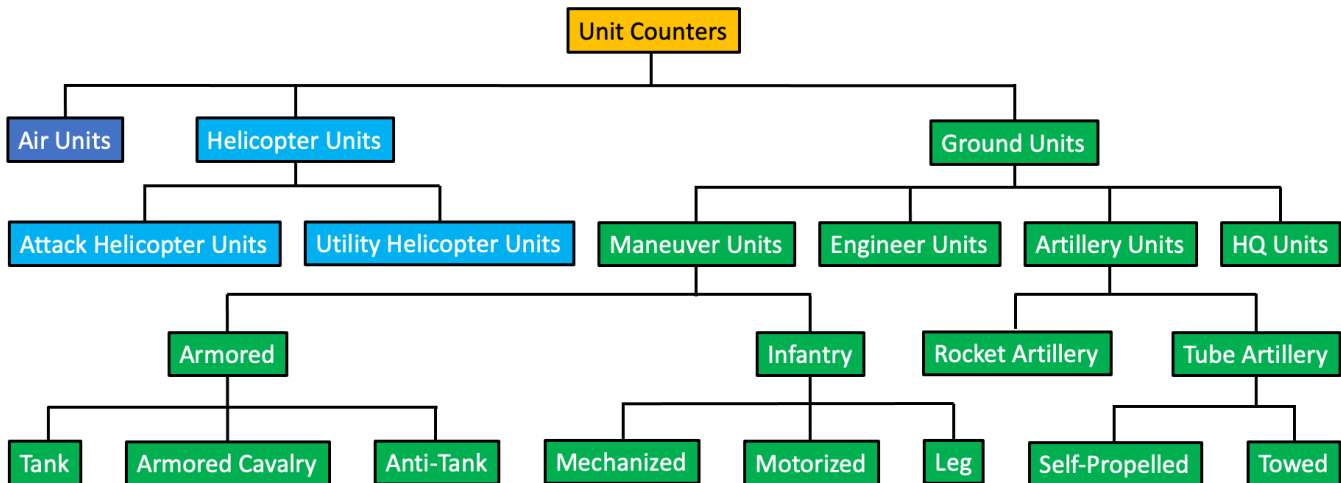 Unit Counters
Air Units
Helicopter Units
Ground Units
Attack Helicopter Units
Utility Helicopter Units
Maneuver Units
Engineer Units
Artillery Units
HQ Units
Armored
Infantry
Rocket Artillery
Tube Artillery
Tank
Armored Cavalry
Anti-Tank
Mechanized
Motorized
Leg
Self-Propelled
Towed